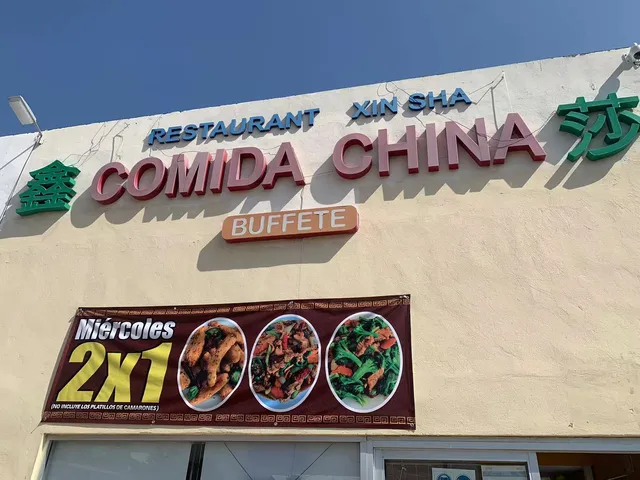 RESTAURANT XIN SHA
鑫 COMIDA CHINA 莎
BUFFETE
Miércoles
2x1
(NO INCLUYE LOS PLATILLOS DE CAMARONES)